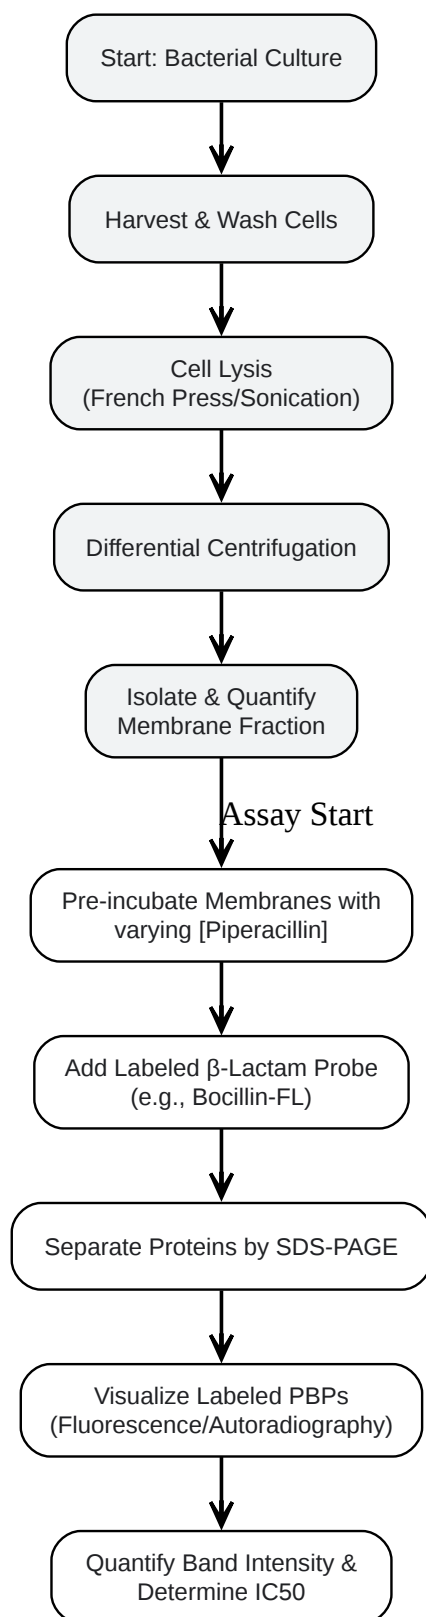 Start: Bacterial Culture
Harvest & Wash Cells
Cell Lysis
(French Press/Sonication)
Differential Centrifugation
Isolate & Quantify
Membrane Fraction
Assay Start
Pre-incubate Membranes with
varying [Piperacillin]
Add Labeled β-Lactam Probe
(e.g., Bocillin-FL)
Separate Proteins by SDS-PAGE
Visualize Labeled PBPs
(Fluorescence/Autoradiography)
Quantify Band Intensity &
Determine IC50